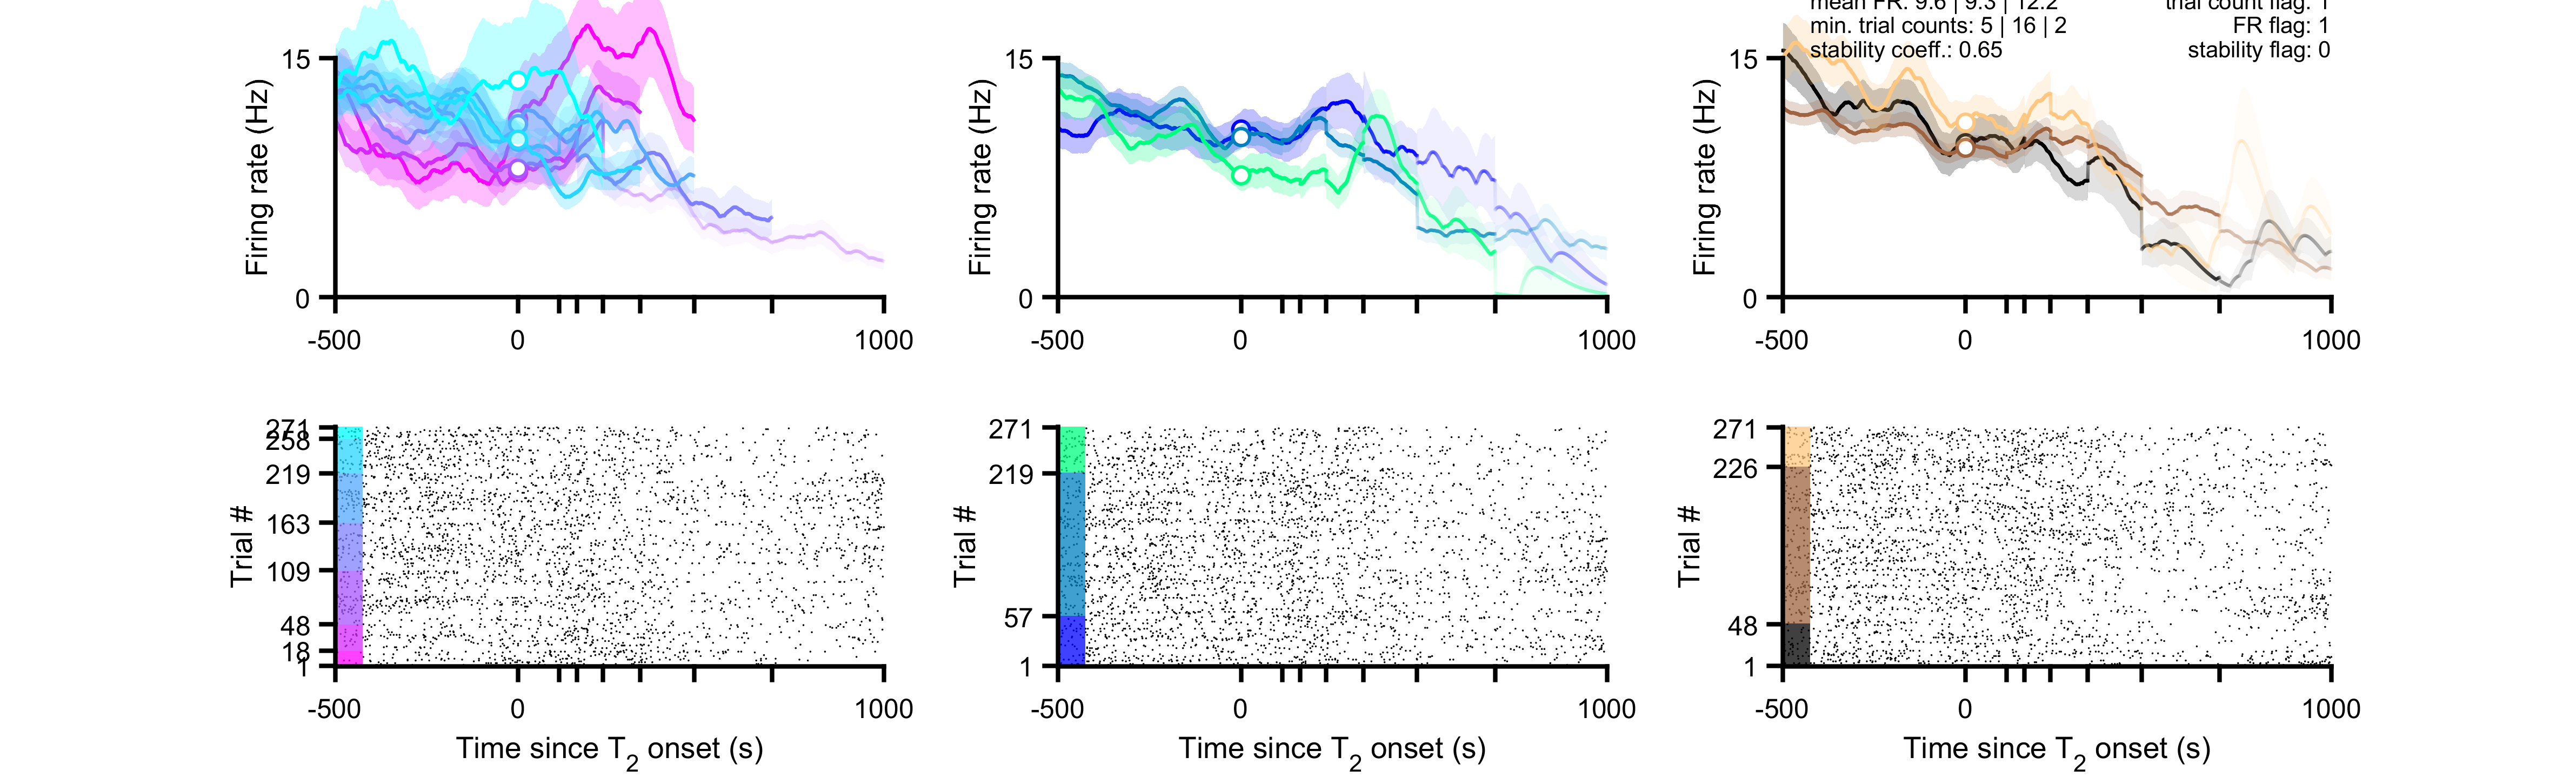 mean FR: 9.6 | 9.3 | 12.2 trial count flag: 1
min. trial counts: 5 | 16 | 2 FR flag: 1
stability coeff.: 0.65 stability flag: 0
15
15
15
Firing rate (Hz)
Firing rate (Hz)
Firing rate (Hz)
0
0
0
-500 0 1000
-500 0 1000
-500 0 1000
271
258
219
163
109
48
18
1
Trial #
271
219
57
1
Trial #
271
226
48
1
Trial #
-500 0 1000
-500 0 1000
-500 0 1000
Time since T2 onset (s)
Time since T2 onset (s)
Time since T2 onset (s)